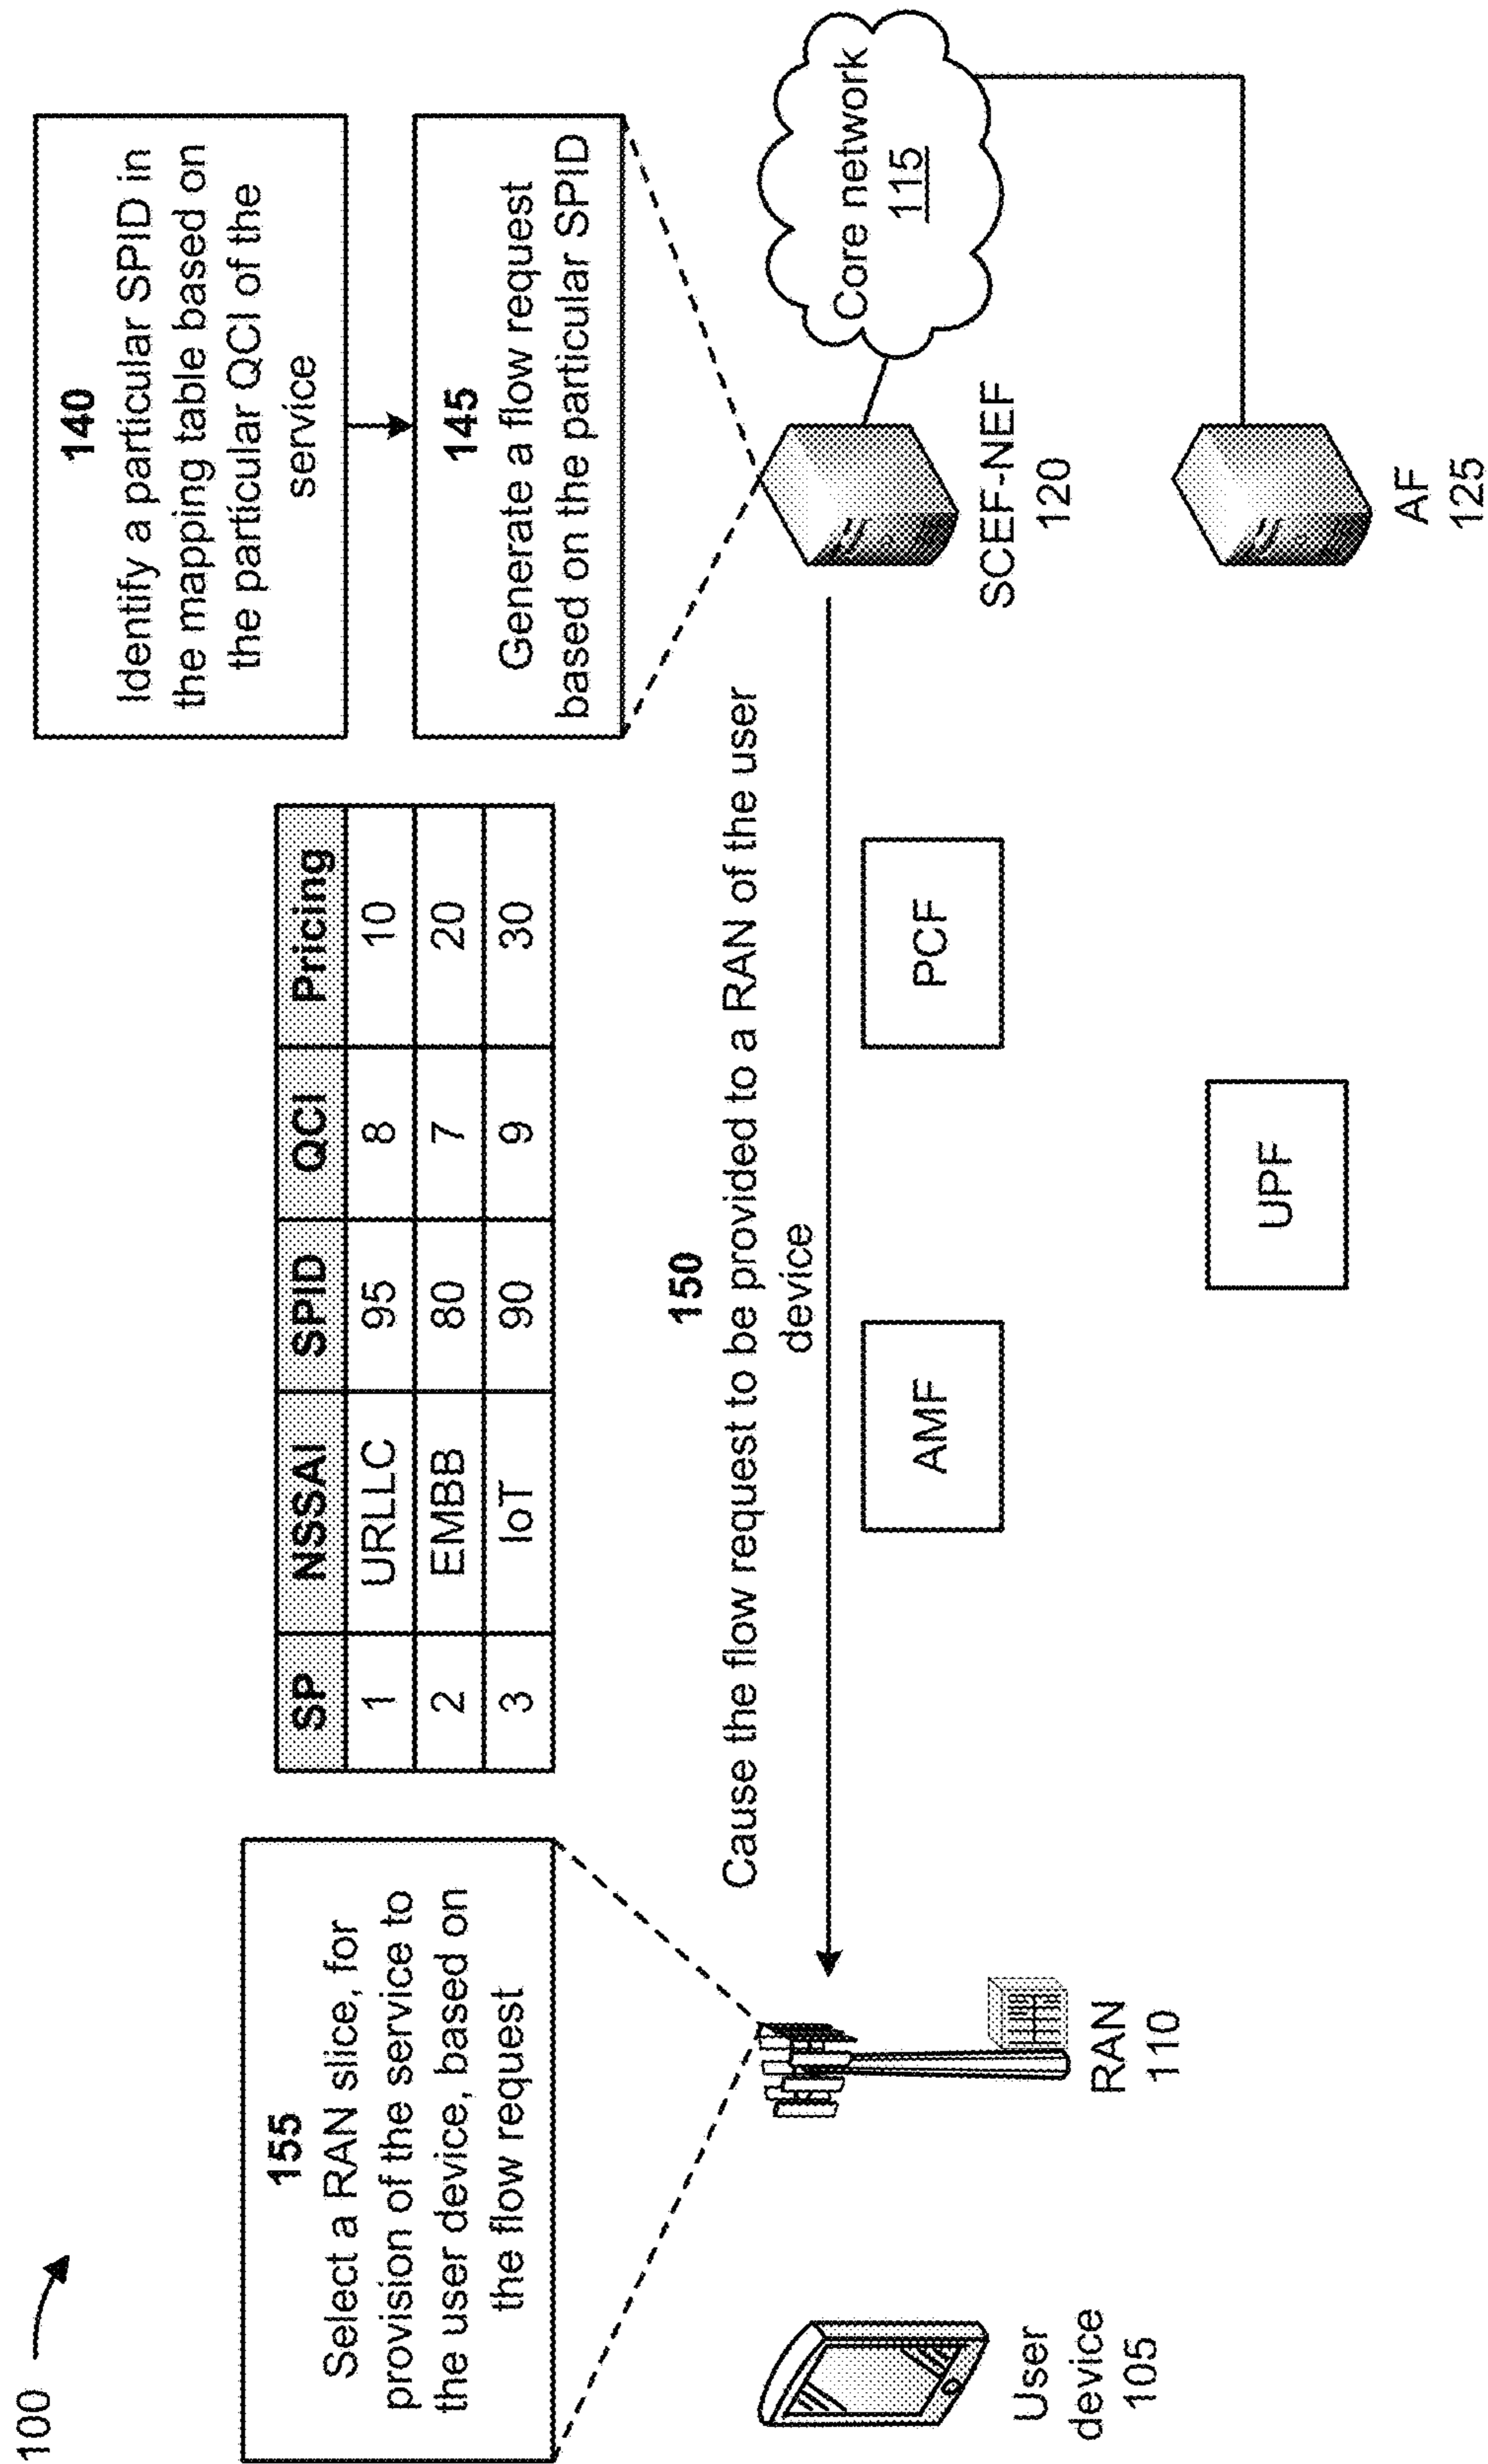 100
155
Select a RAN slice, for
provision of the service to
the user device, based on
the flow request
SP NSSAI SPID QCI Pricing
1 URLLC 95 8 10
2 EMBB 80 7 20
3 IoT 90 9 30
140
Identify a particular SPID in
the mapping table based on
the particular QCI of the
service
145
Generate a flow request
based on the particular SPID
150
Cause the flow request to be provided to a RAN of the user
device
User
device
105
RAN
110
AMF
PCF
UPF
SCEF-NEF
120
Core network
115
AF
125